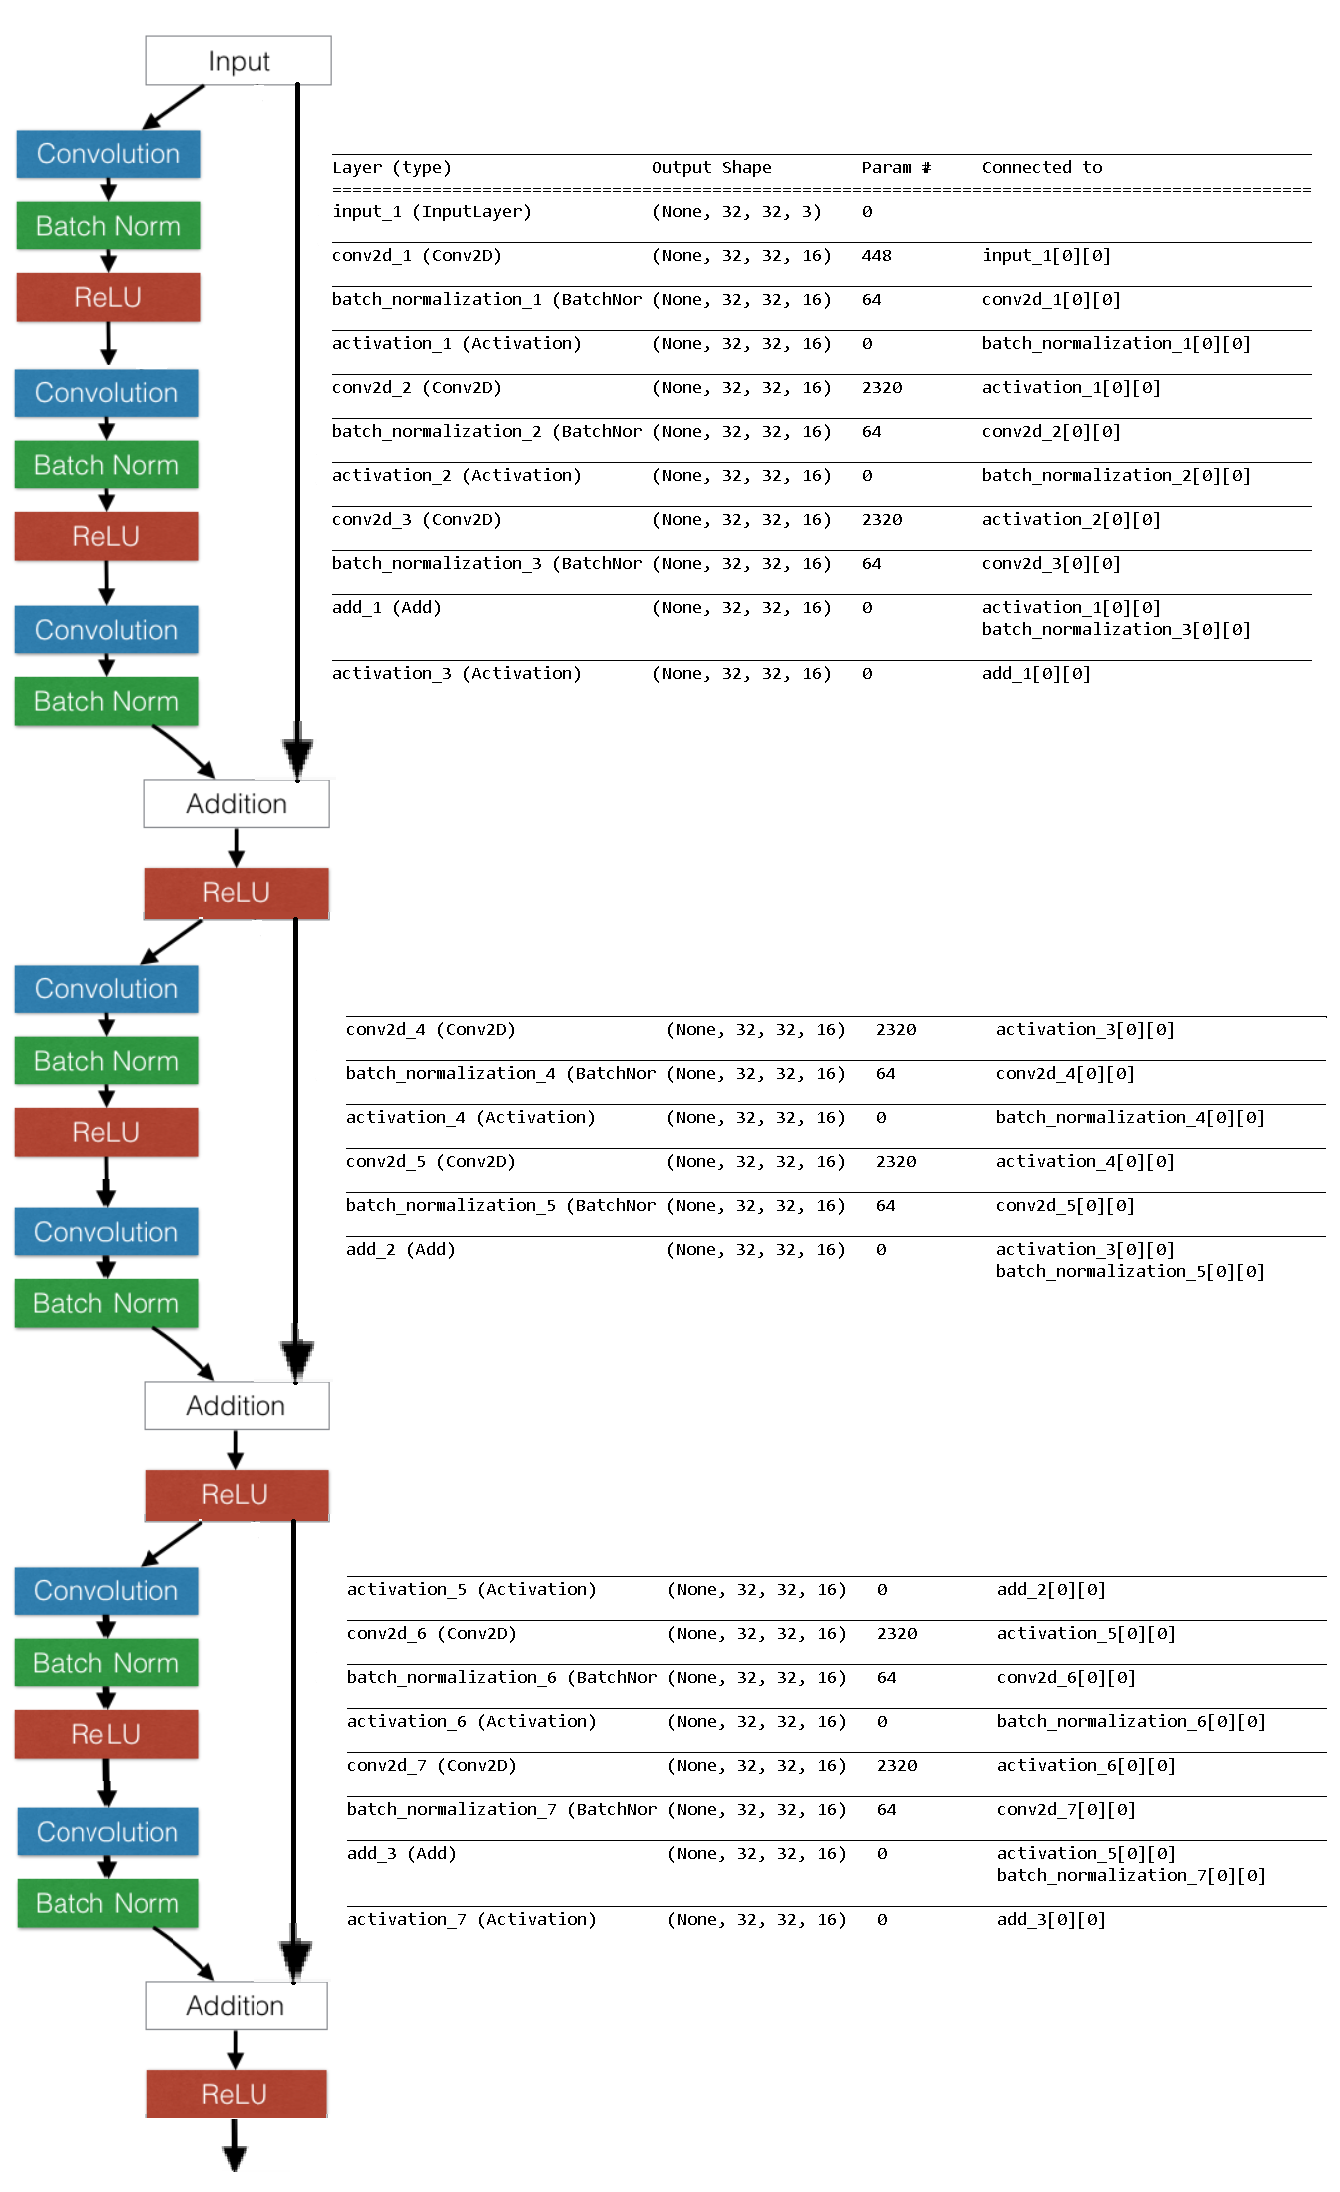 Input
Convolution
Batch Norm
ReLU
Convolution
Batch Norm
ReLU
Convolution
Batch Norm
Addition
ReLU
Layer (type) Output Shape Param # Connected to
================================================================================
input_1 (InputLayer) (None, 32, 32, 3) 0
conv2d_1 (Conv2D) (None, 32, 32, 16) 448 input_1[0][0]
batch_normalization_1 (BatchNor (None, 32, 32, 16) 64 conv2d_1[0][0]
activation_1 (Activation) (None, 32, 32, 16) 0 batch_normalization_1[0][0]
conv2d_2 (Conv2D) (None, 32, 32, 16) 2320 activation_1[0][0]
batch_normalization_2 (BatchNor (None, 32, 32, 16) 64 conv2d_2[0][0]
activation_2 (Activation) (None, 32, 32, 16) 0 batch_normalization_2[0][0]
conv2d_3 (Conv2D) (None, 32, 32, 16) 2320 activation_2[0][0]
batch_normalization_3 (BatchNor (None, 32, 32, 16) 64 conv2d_3[0][0]
add_1 (Add) (None, 32, 32, 16) 0 activation_1[0][0]
batch_normalization_3[0][0]
activation_3 (Activation) (None, 32, 32, 16) 0 add_1[0][0]
Convolution
Batch Norm
ReLU
Convolution
Batch Norm
Addition
ReLU
conv2d_4 (Conv2D) (None, 32, 32, 16) 2320 activation_3[0][0]
batch_normalization_4 (BatchNor (None, 32, 32, 16) 64 conv2d_4[0][0]
activation_4 (Activation) (None, 32, 32, 16) 0 batch_normalization_4[0][0]
conv2d_5 (Conv2D) (None, 32, 32, 16) 2320 activation_4[0][0]
batch_normalization_5 (BatchNor (None, 32, 32, 16) 64 conv2d_5[0][0]
add_2 (Add) (None, 32, 32, 16) 0 activation_3[0][0]
batch_normalization_5[0][0]
Convolution
Batch Norm
ReLU
Convolution
Batch Norm
Addition
ReLU
activation_5 (Activation) (None, 32, 32, 16) 0 add_2[0][0]
conv2d_6 (Conv2D) (None, 32, 32, 16) 2320 activation_5[0][0]
batch_normalization_6 (BatchNor (None, 32, 32, 16) 64 conv2d_6[0][0]
activation_6 (Activation) (None, 32, 32, 16) 0 batch_normalization_6[0][0]
conv2d_7 (Conv2D) (None, 32, 32, 16) 2320 activation_6[0][0]
batch_normalization_7 (BatchNor (None, 32, 32, 16) 64 conv2d_7[0][0]
add_3 (Add) (None, 32, 32, 16) 0 activation_5[0][0]
batch_normalization_7[0][0]
activation_7 (Activation) (None, 32, 32, 16) 0 add_3[0][0]